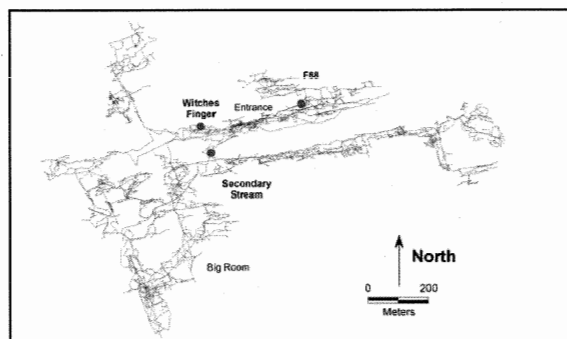 F88
Witches
Finger
Entrance
Secondary
Stream
Big Room
North
0 200
Meters